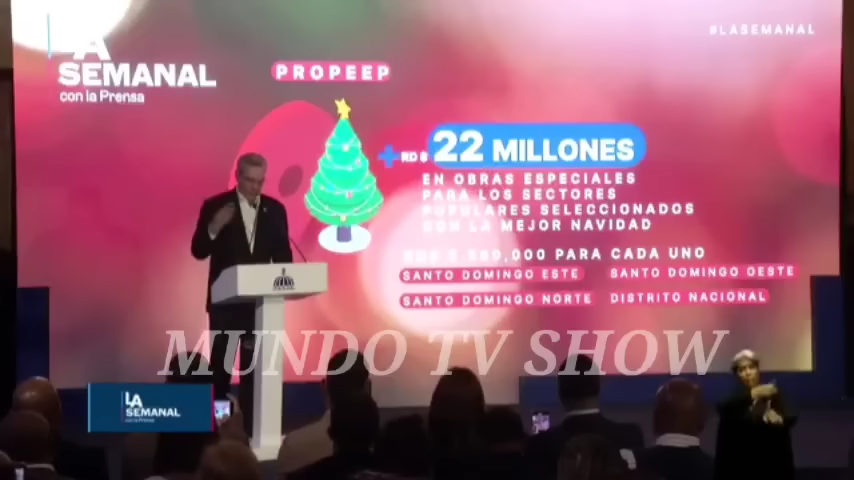 #LASEMANAL
LA
SEMANAL
con la Prensa
PROPEEP
+ RD$ 22 MILLONES
EN OBRAS ESPECIALES
PARA LOS SECTORES
POPULARES SELECCIONADOS
CON LA MEJOR NAVIDAD
PARA CADA UNO
SANTO DOMINGO ESTE SANTO DOMINGO OESTE
SANTO DOMINGO NORTE DISTRITO NACIONAL
MUNDO TV SHOW
LA
SEMANAL
con la Prensa